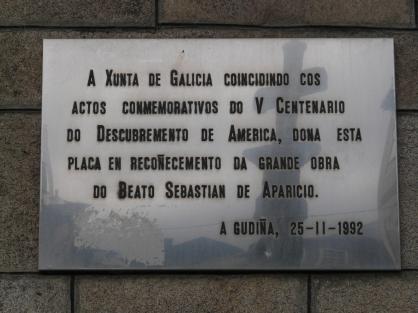 A XUNTA DE GALICIA COINCIDINDO COS
ACTOS CONMEMORATIVOS DO V CENTENARIO
DO DESCUBREMENTO DE AMERICA, DONA ESTA
PLACA EN RECOÑECEMENTO DA GRANDE OBRA
DO BEATO SEBASTIAN DE APARICIO.
A GUDIÑA, 25-11-1992